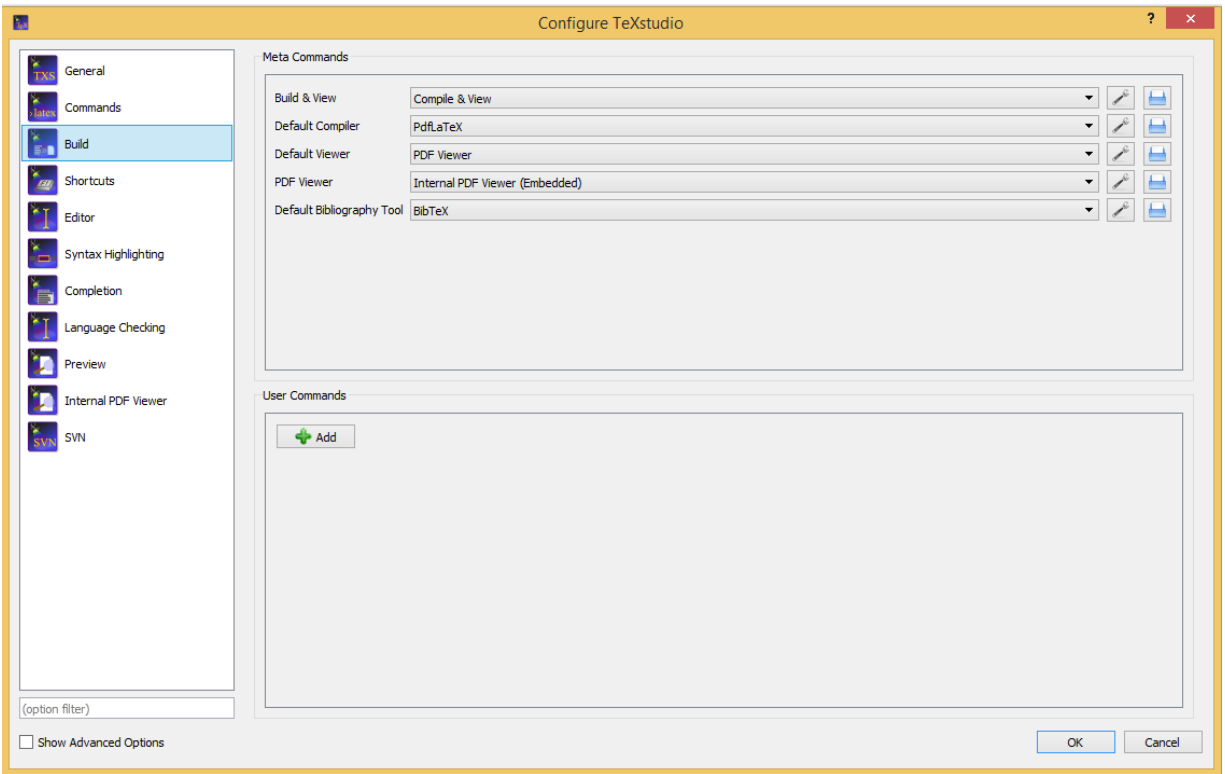 Configure TeXstudio
?
TXS General
latex Commands
Build
Shortcuts
Editor
Syntax Highlighting
Completion
Language Checking
Preview
Internal PDF Viewer
SVN SVN
(option filter)
Show Advanced Options
Meta Commands
Build & View Compile & View
Default Compiler PdfLaTeX
Default Viewer PDF Viewer
PDF Viewer Internal PDF Viewer (Embedded)
Default Bibliography Tool BibTeX
User Commands
Add
OK Cancel